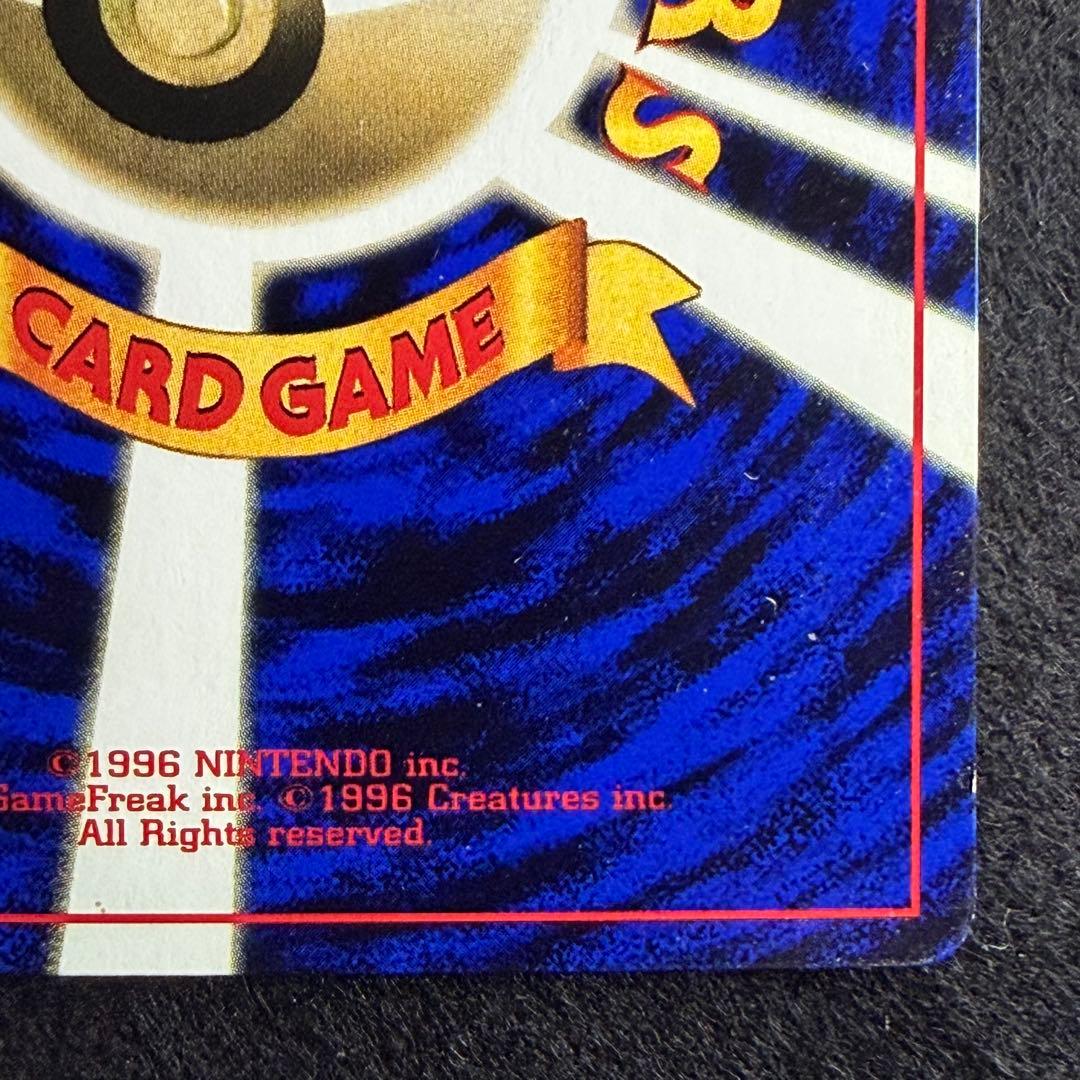 S
CARD GAME
©1996 NINTENDO inc.
GameFreak inc. ©1996 Creatures inc.
All Rights reserved.